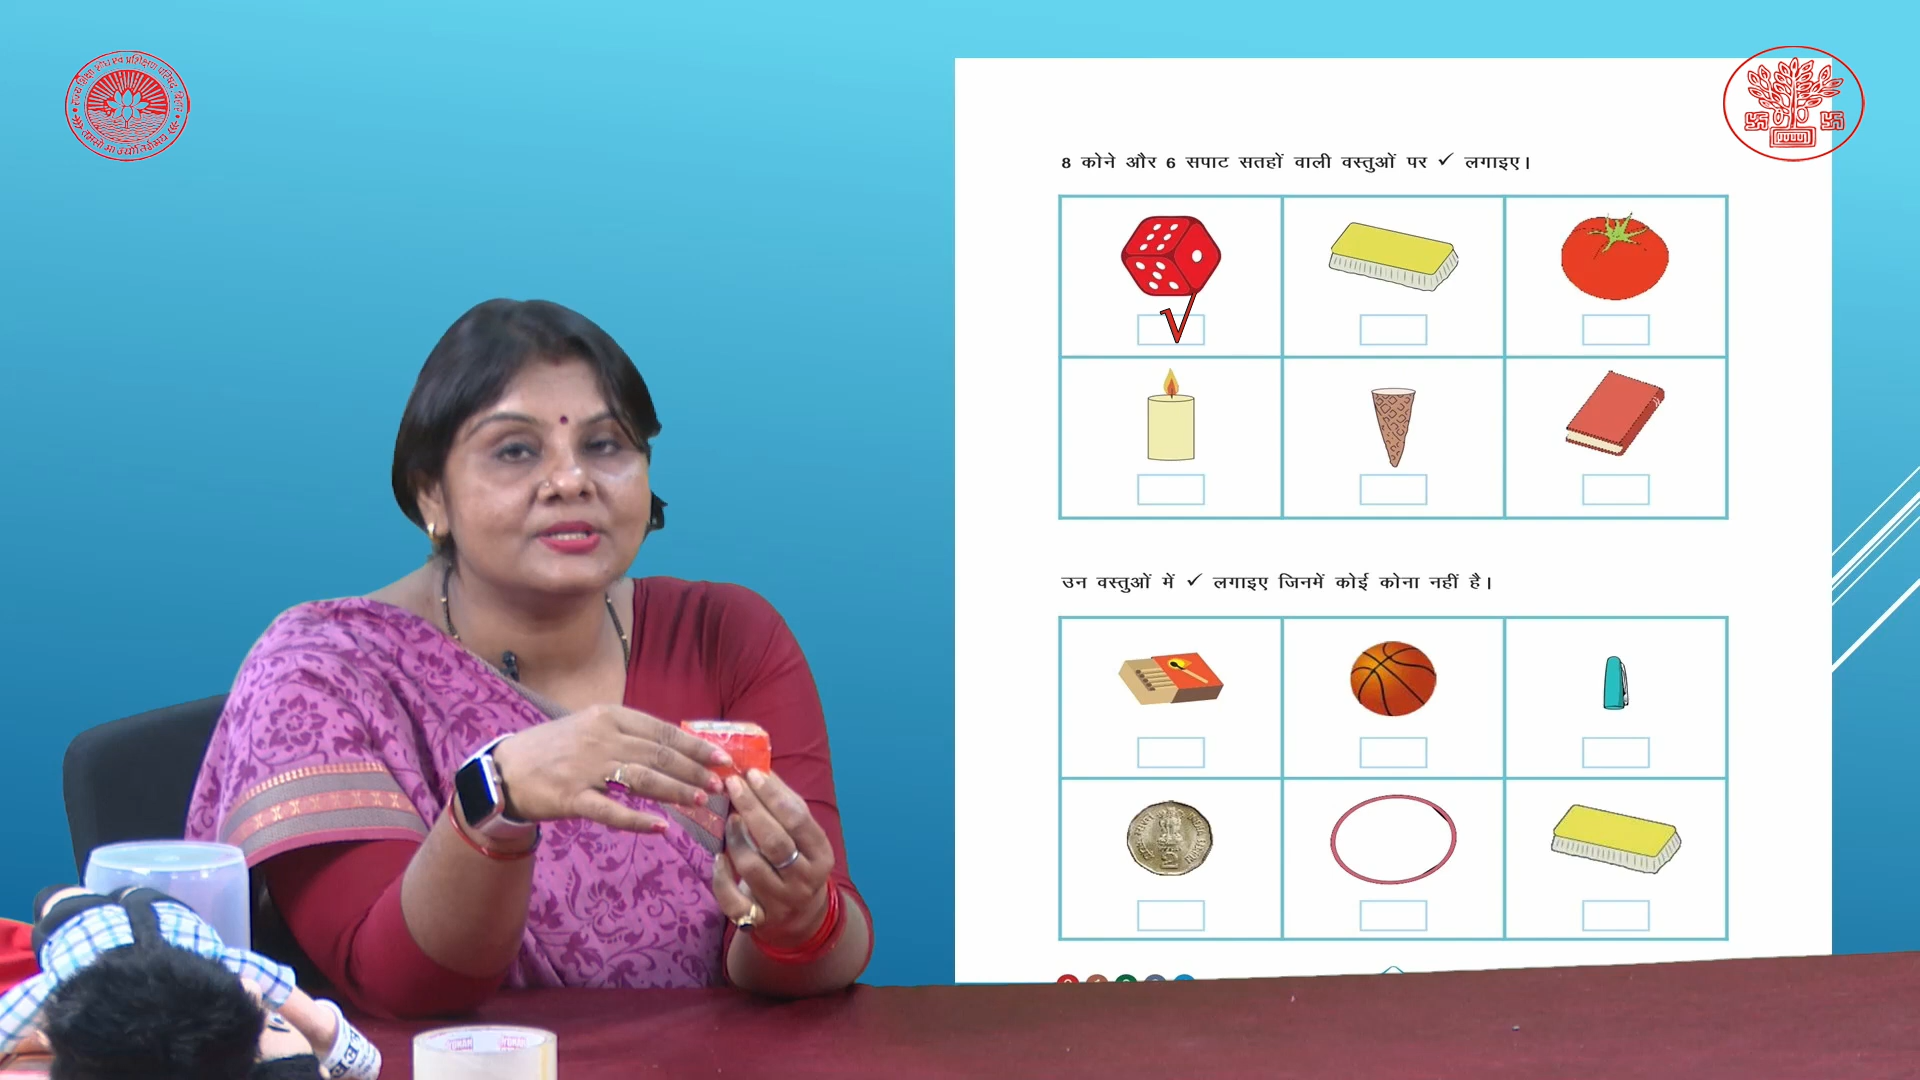 8 कोने और 6 सपाट सतहों वाली वस्तुओं पर ✓ लगाइए।
उन वस्तुओं में ✓ लगाइए जिनमें कोई कोना नहीं है।